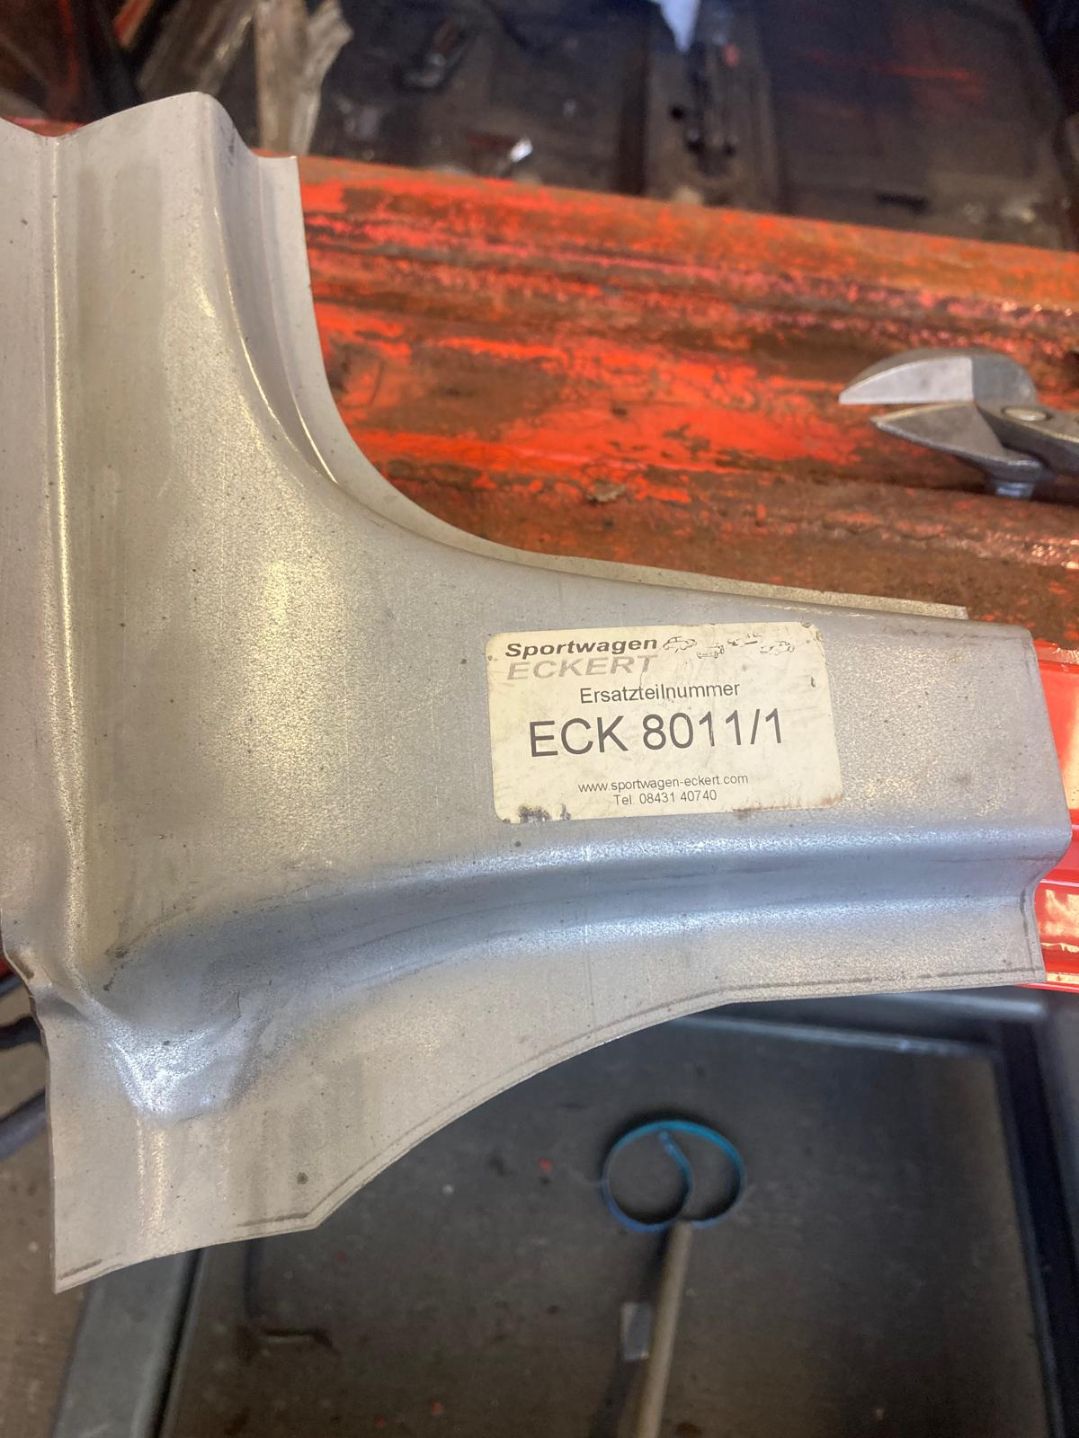 Sportwagen
ECKERT
Ersatzteilnummer
ECK 8011/1
www.sportwagen-eckert.com
Tel. 08431 40740